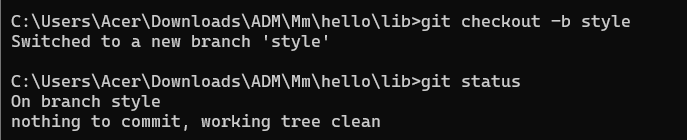 C:\Users\Acer\Downloads\ADM\Mm\hello\lib>git checkout -b style
Switched to a new branch 'style'
C:\Users\Acer\Downloads\ADM\Mm\hello\lib>git status
On branch style
nothing to commit, working tree clean